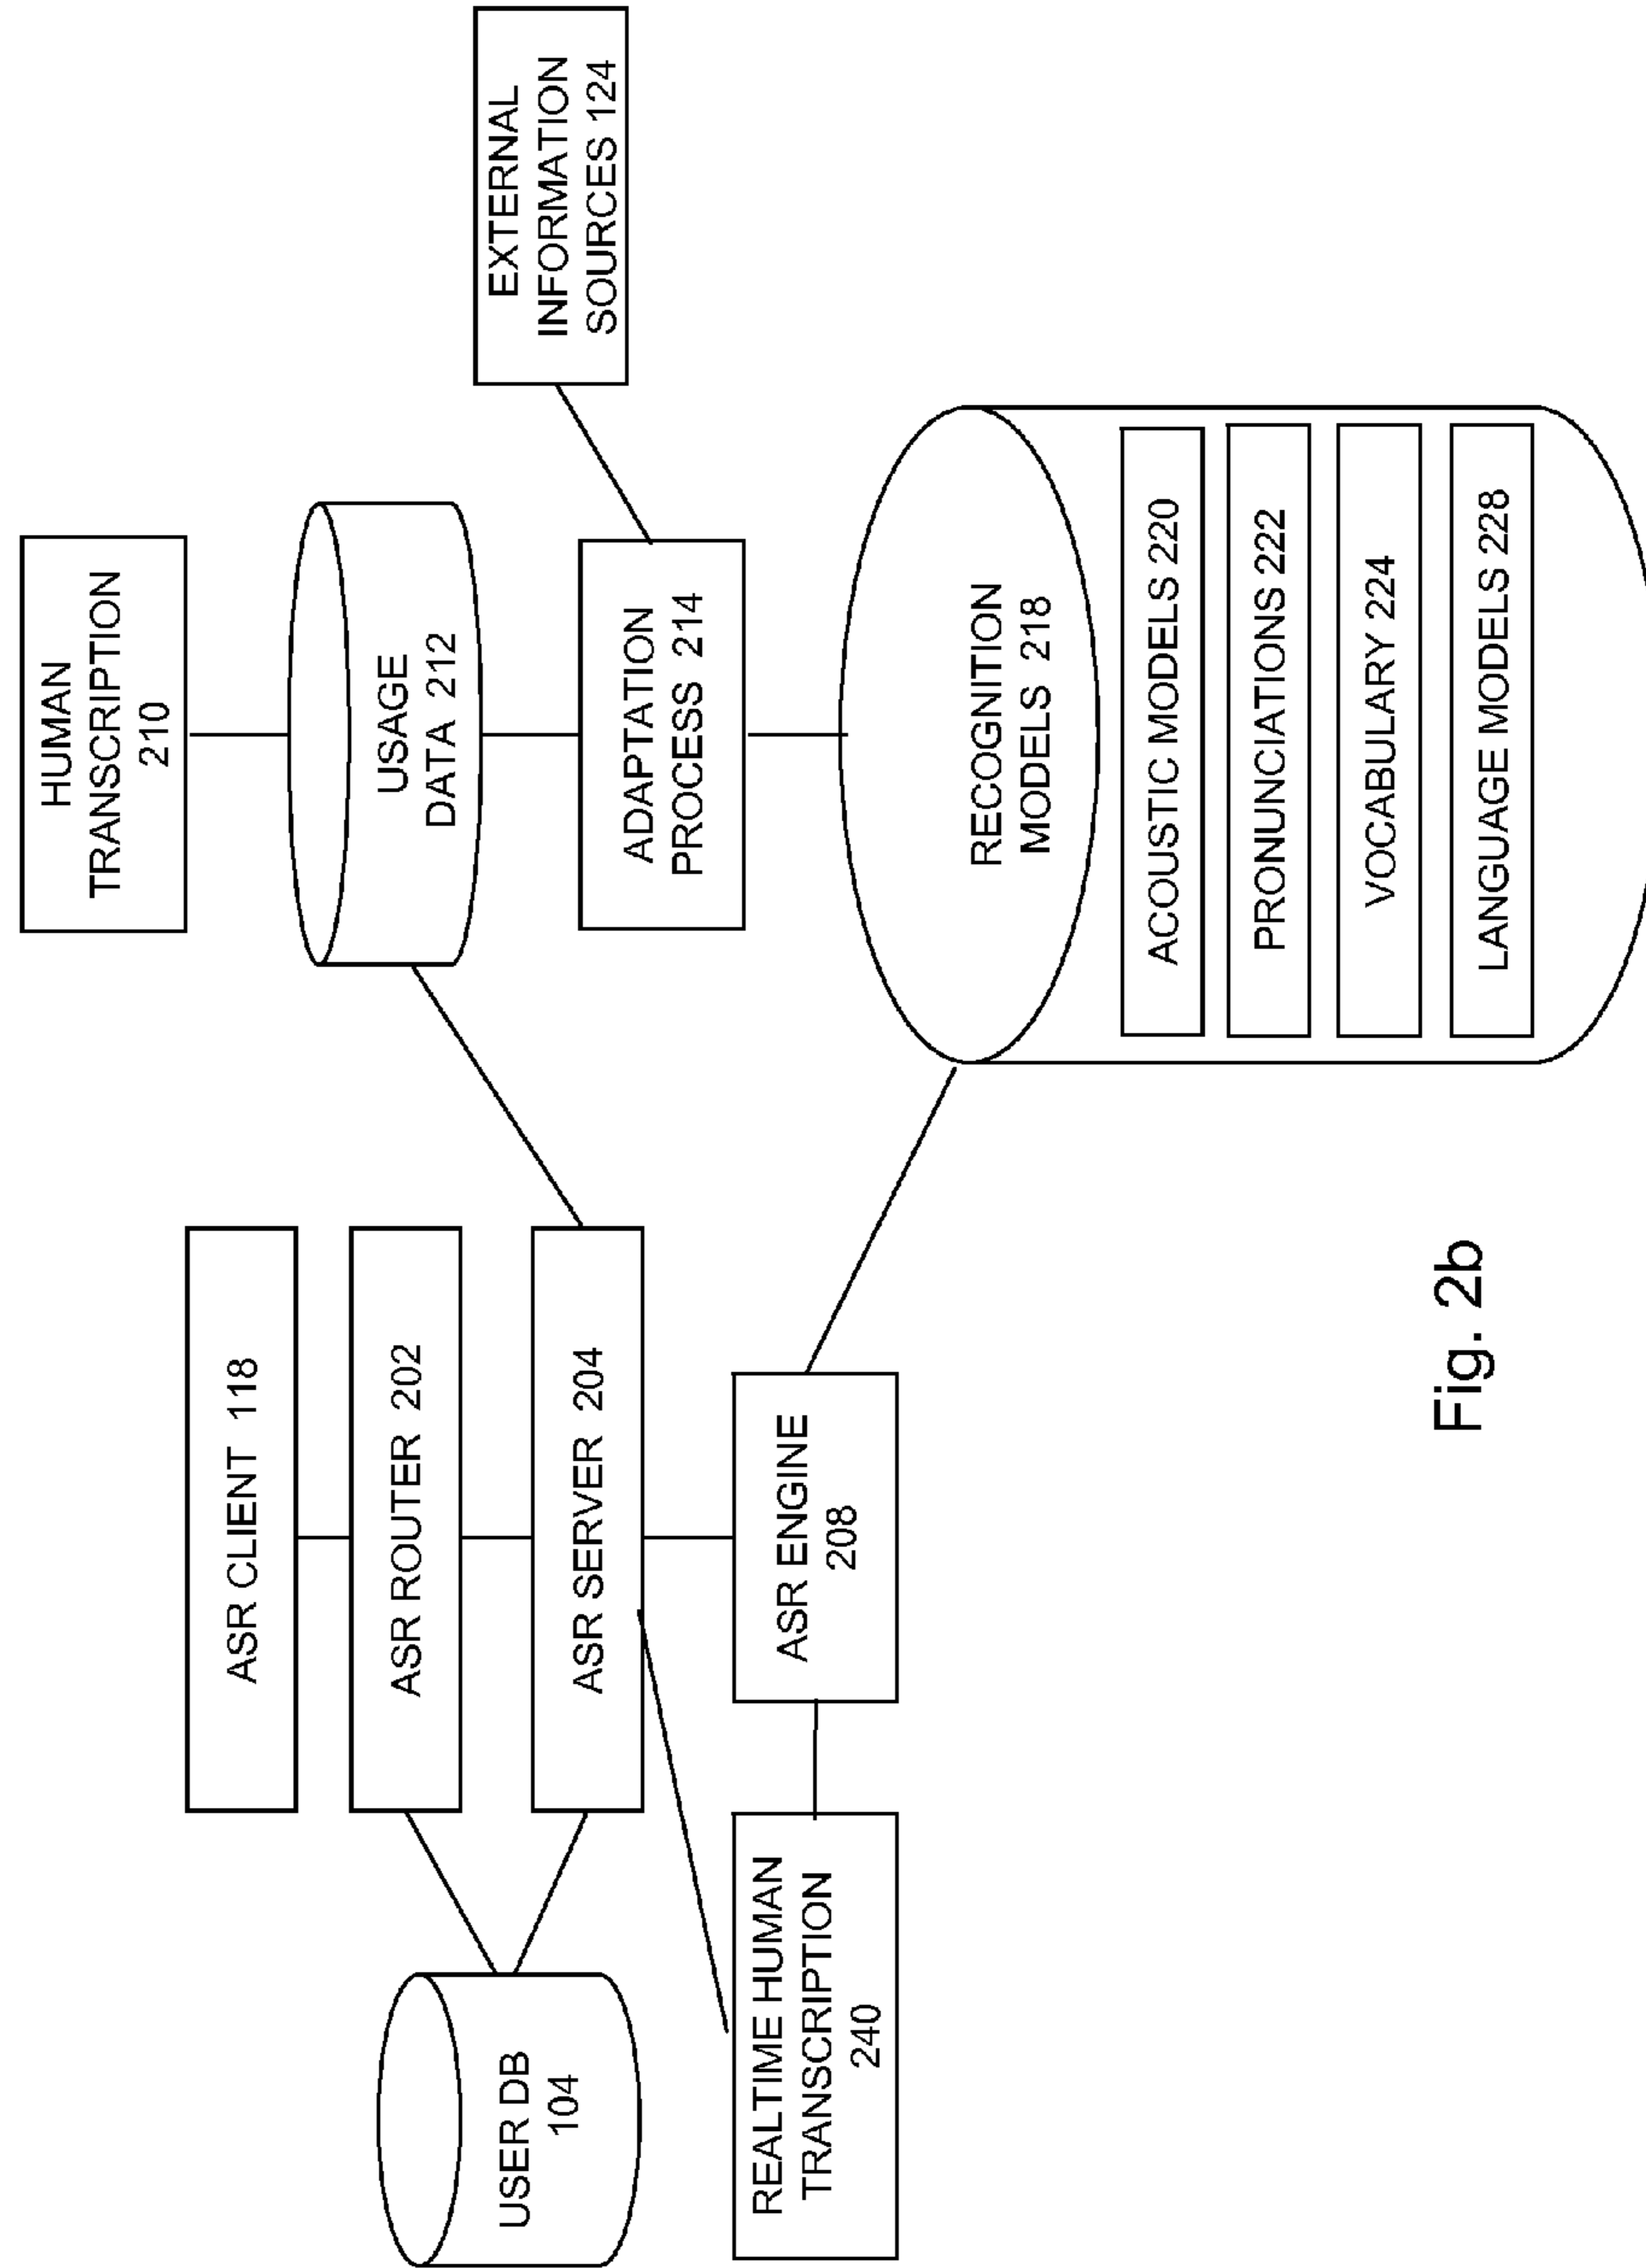 HUMAN
TRANSCRIPTION
210
ASR CLIENT 118
USAGE
DATA 212
ASR ROUTER 202
EXTERNAL
INFORMATION
SOURCES 124
USER DB
104
ASR SERVER 204
ADAPTATION
PROCESS 214
REALTIME HUMAN
TRANSCRIPTION
240
ASR ENGINE
208
RECOGNITION
MODELS 218
ACOUSTIC MODELS 220
PRONUNCIATIONS 222
VOCABULARY 224
LANGUAGE MODELS 228
Fig. 2b